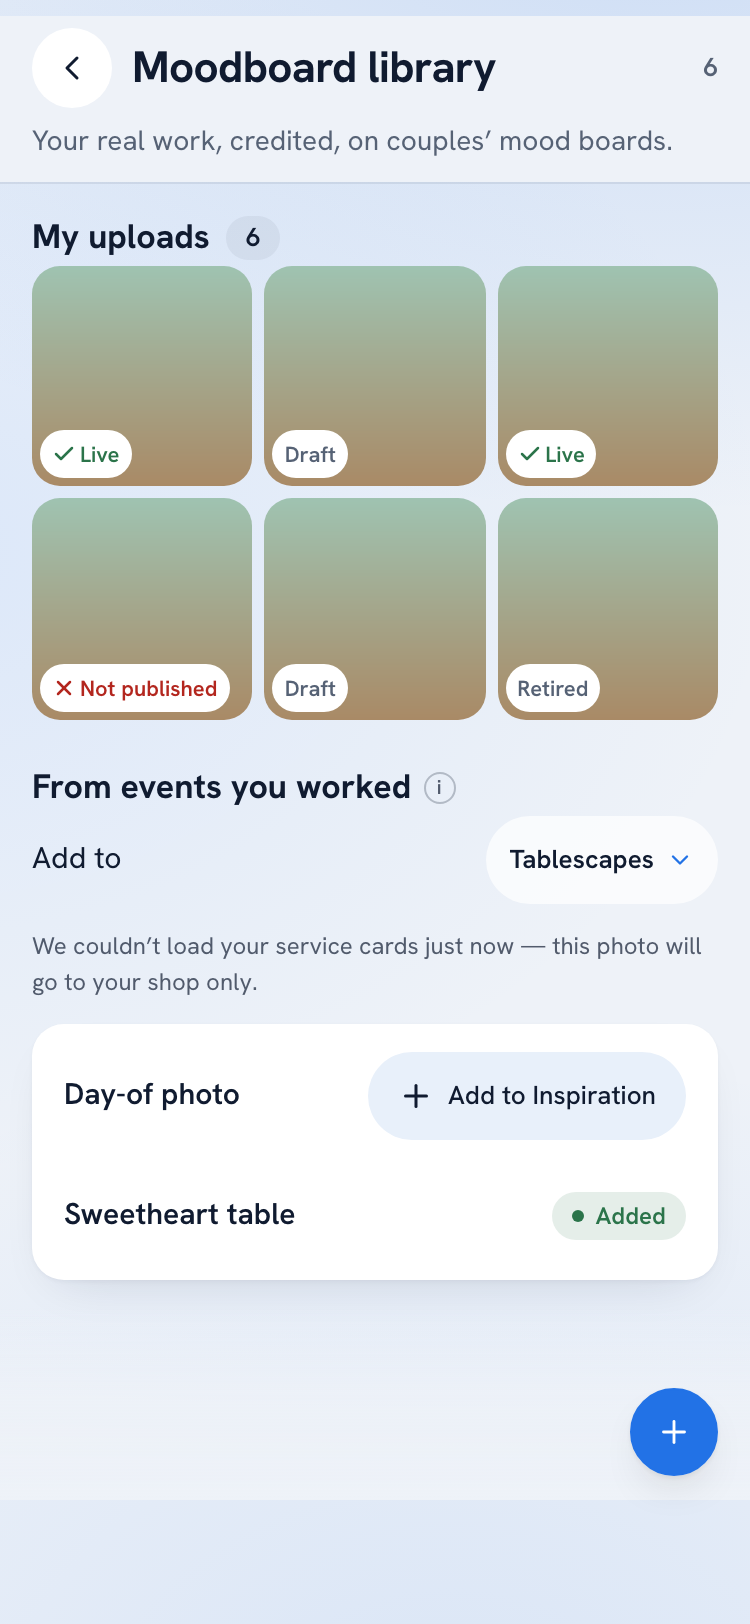 Moodboard library
6
Your real work, credited, on couples’ mood boards.
My uploads 6
Live
Draft
Live
Not published
Draft
Retired
From events you worked i
Add to
Tablescapes
We couldn’t load your service cards just now — this photo will
go to your shop only.
Day-of photo
Add to Inspiration
Sweetheart table
Added